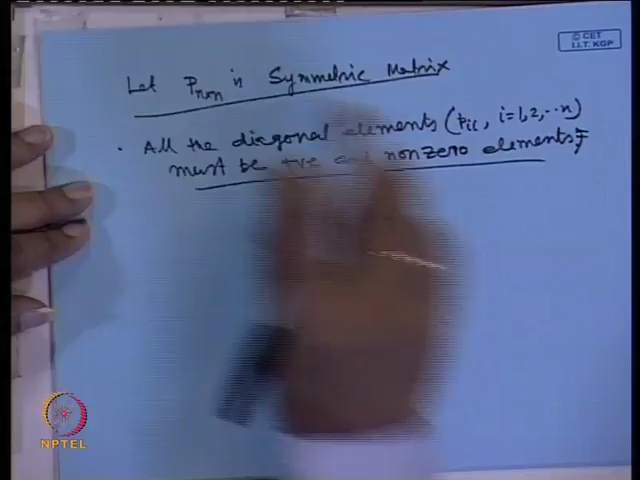 © CET
I.I.T. KGP
Let Pnxn is Symmetric Matrix
. All the diagonal elements (Pii, i=1,2,..n)
must be +ve and nonzero elements.
NPTEL